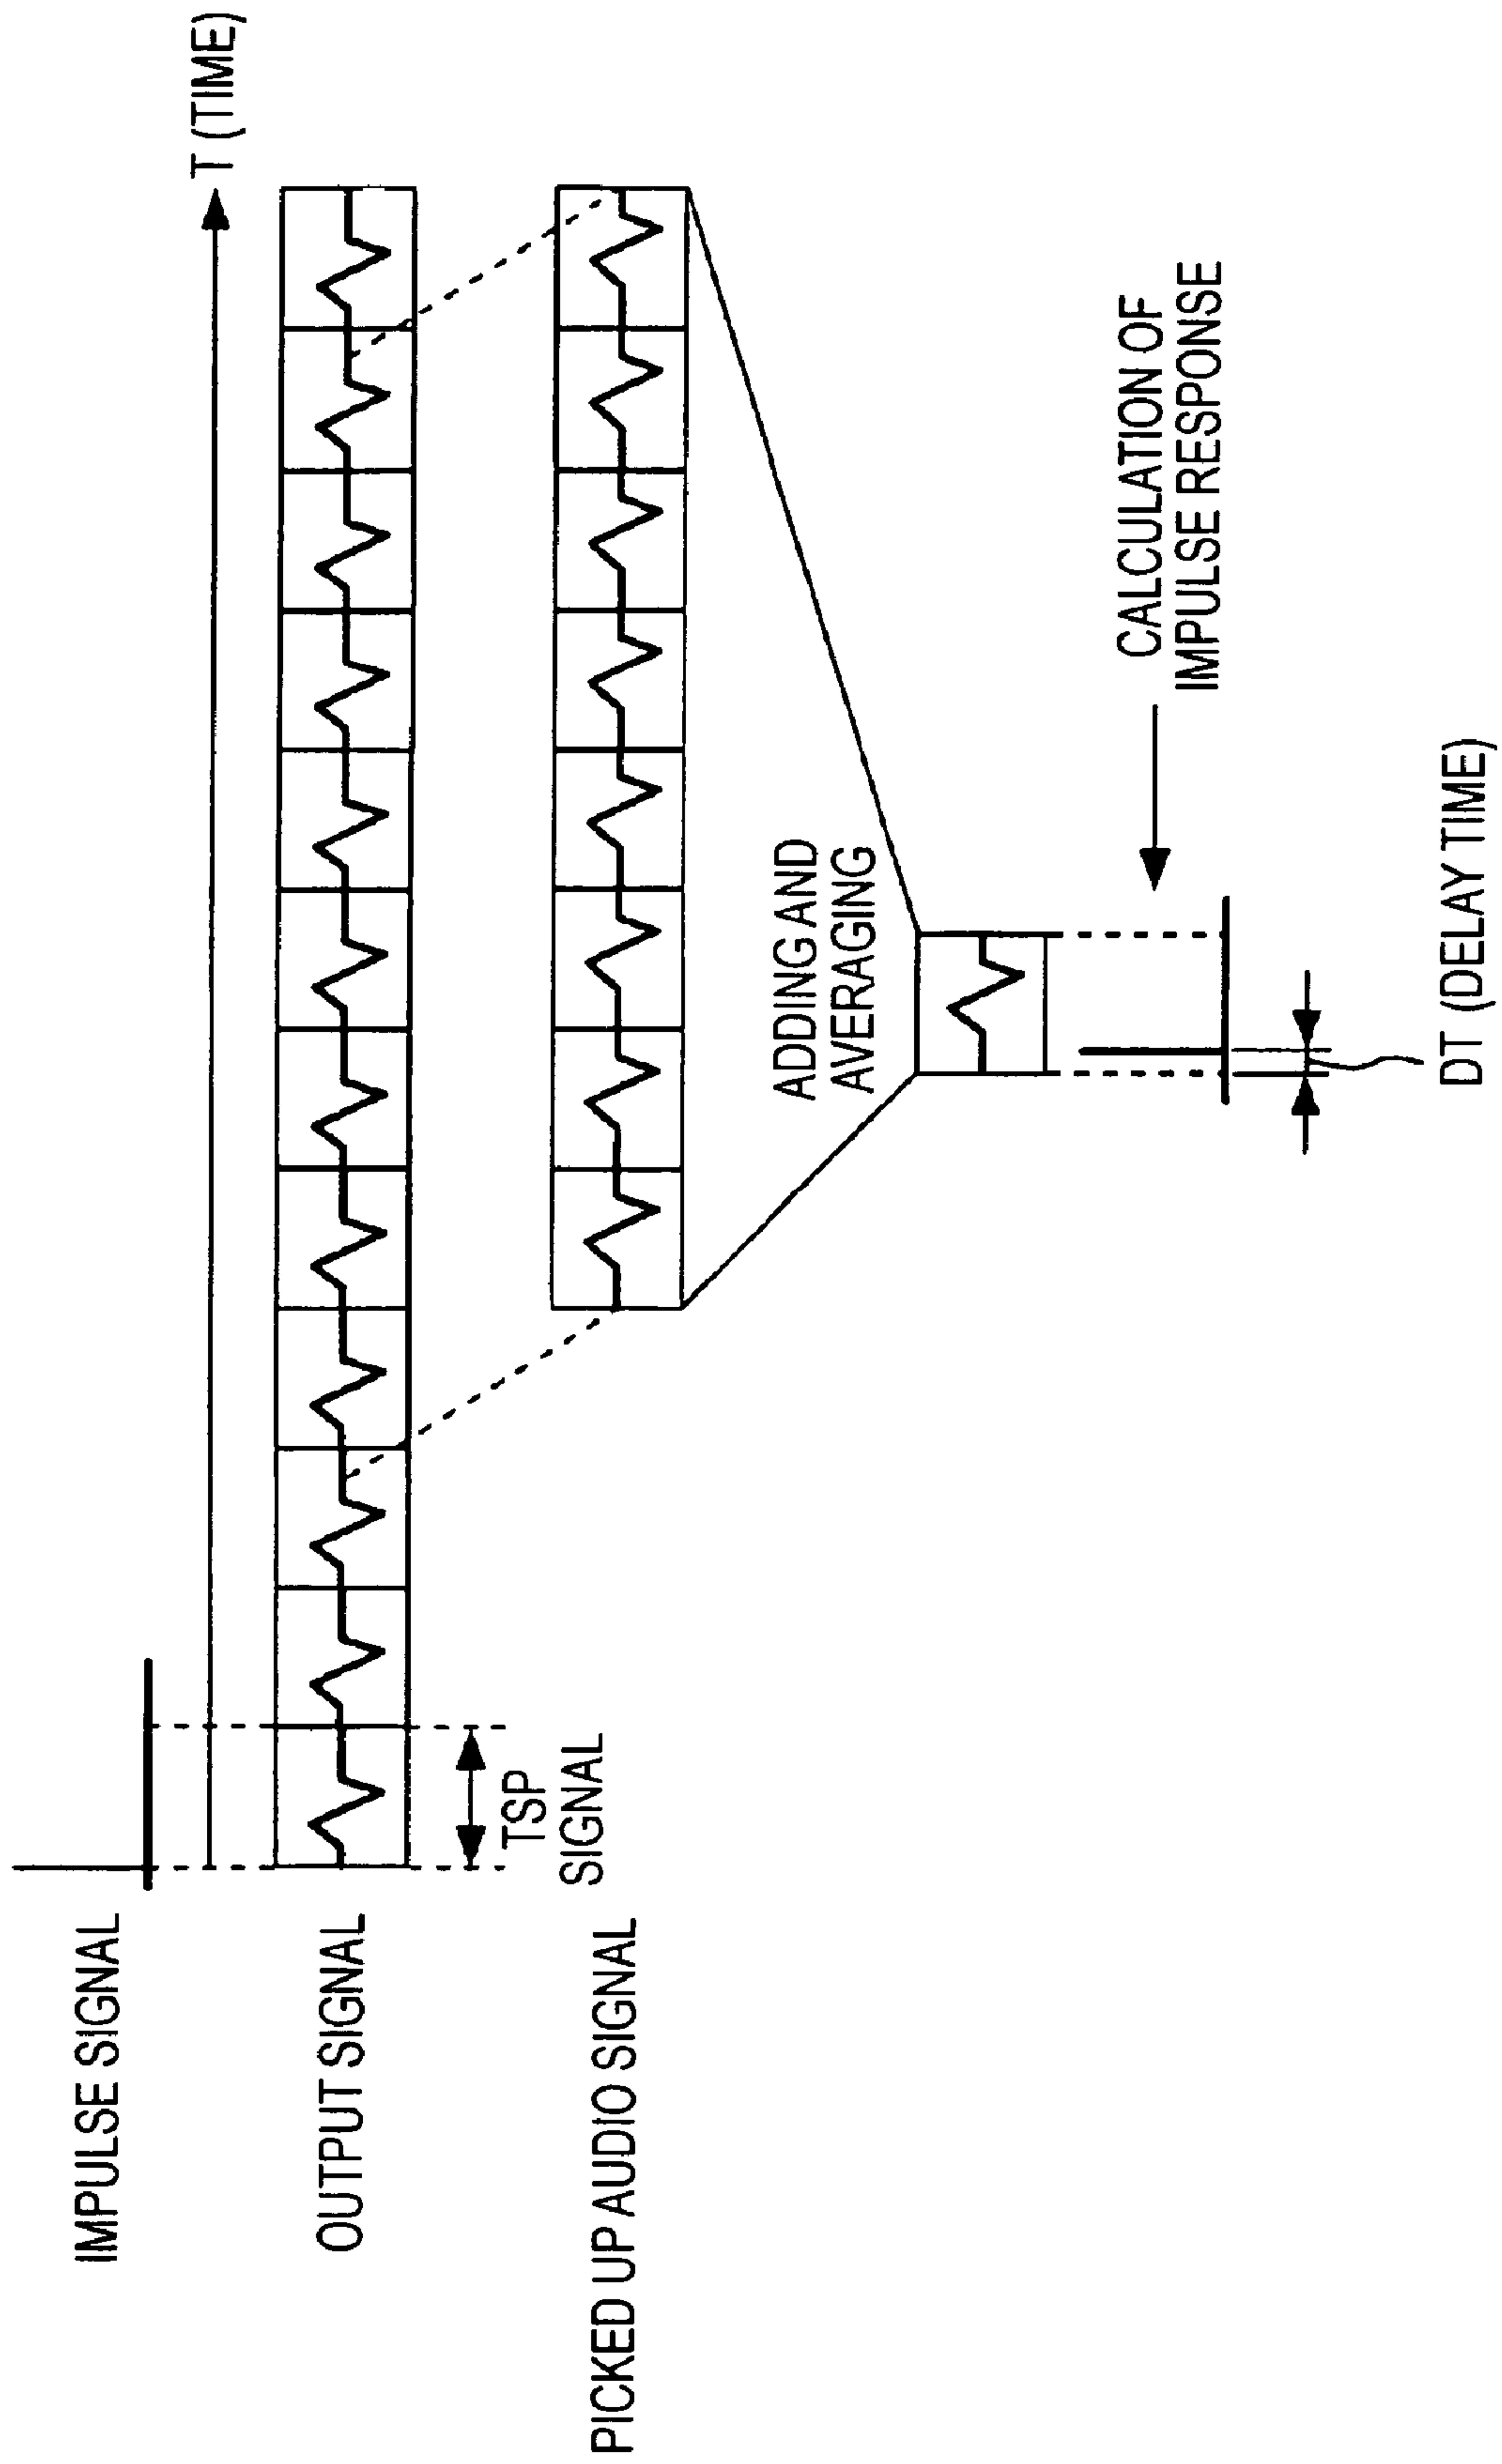 IMPULSE SIGNAL
T (TIME)
OUTPUT SIGNAL
TSP
SIGNAL
PICKED UP AUDIO SIGNAL
ADDING AND
AVERAGING
CALCULATION OF
IMPULSE RESPONSE
DT (DELAY TIME)